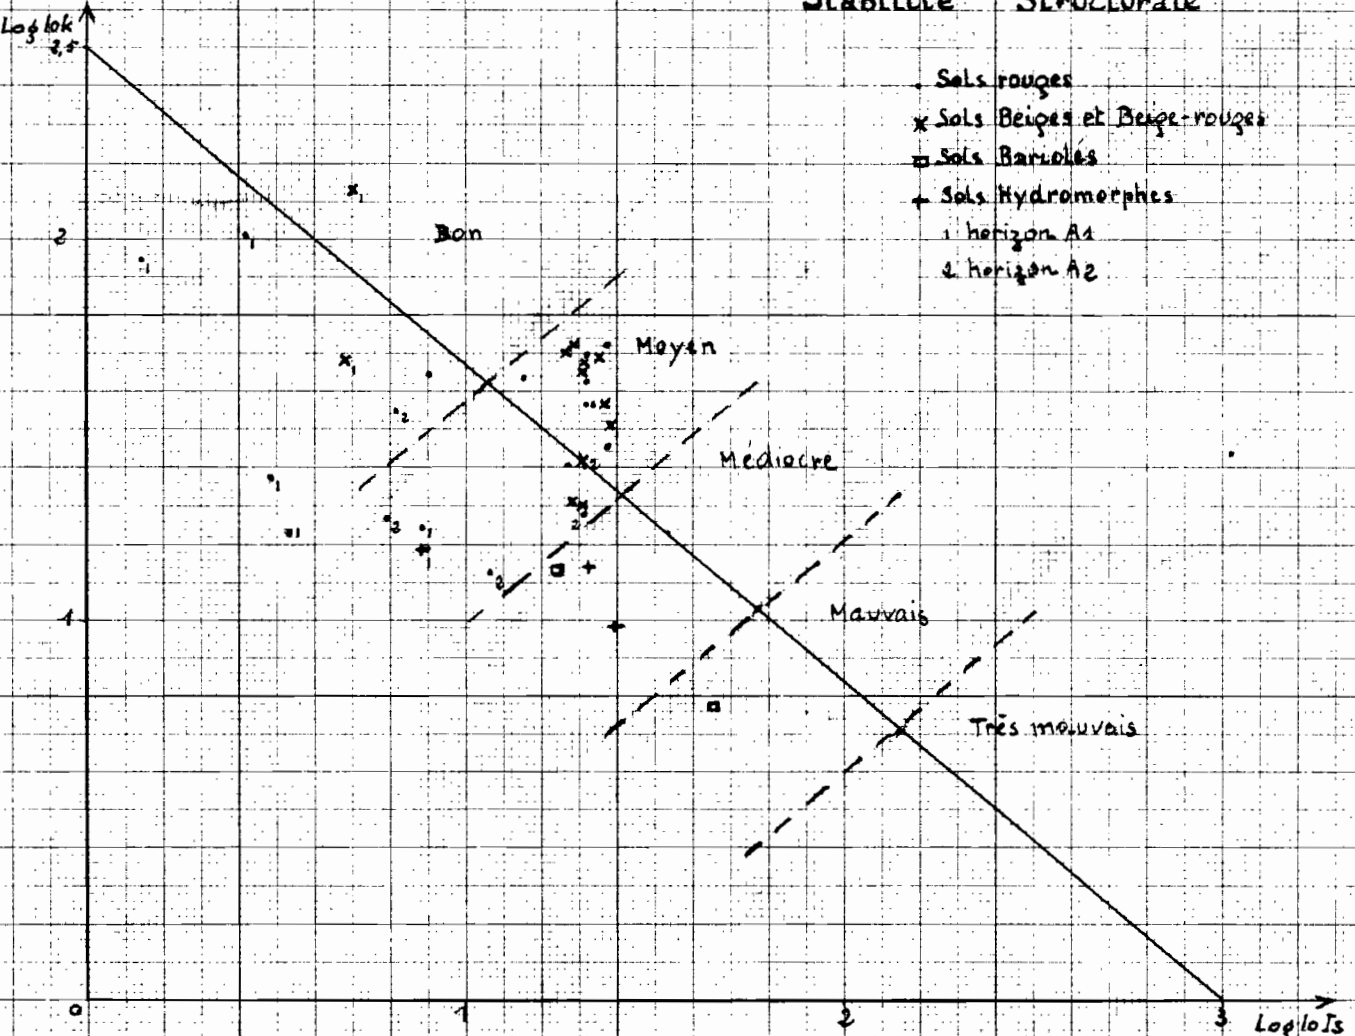 Stabilité Structurale
Log 10K
2,5
. Sols rouges
x Sols Beiges et Beige-rouges
□ Sols Bariolés
+ Sols Hydromorphes
1 horizon A1
2 horizon A2
2
Bon
Moyen
Médiocre
1
Mauvais
Très mauvais
0
1
2
3
Log 10 Is